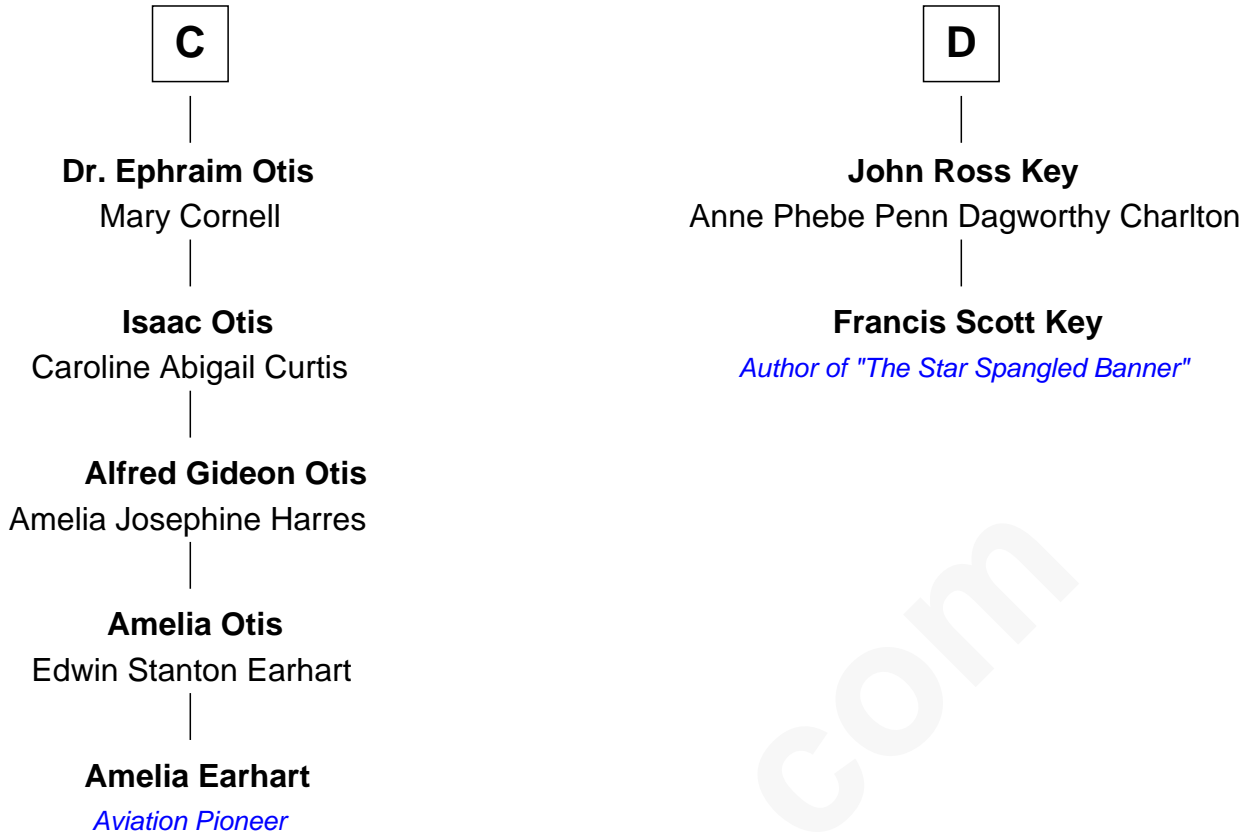 C
Dr. Ephraim Otis
Mary Cornell
Isaac Otis
Caroline Abigail Curtis
Alfred Gideon Otis
Amelia Josephine Harres
Amelia Otis
Edwin Stanton Earhart
Amelia Earhart
Aviation Pioneer
D
John Ross Key
Anne Phebe Penn Dagworthy Charlton
Francis Scott Key
Author of "The Star Spangled Banner"
com